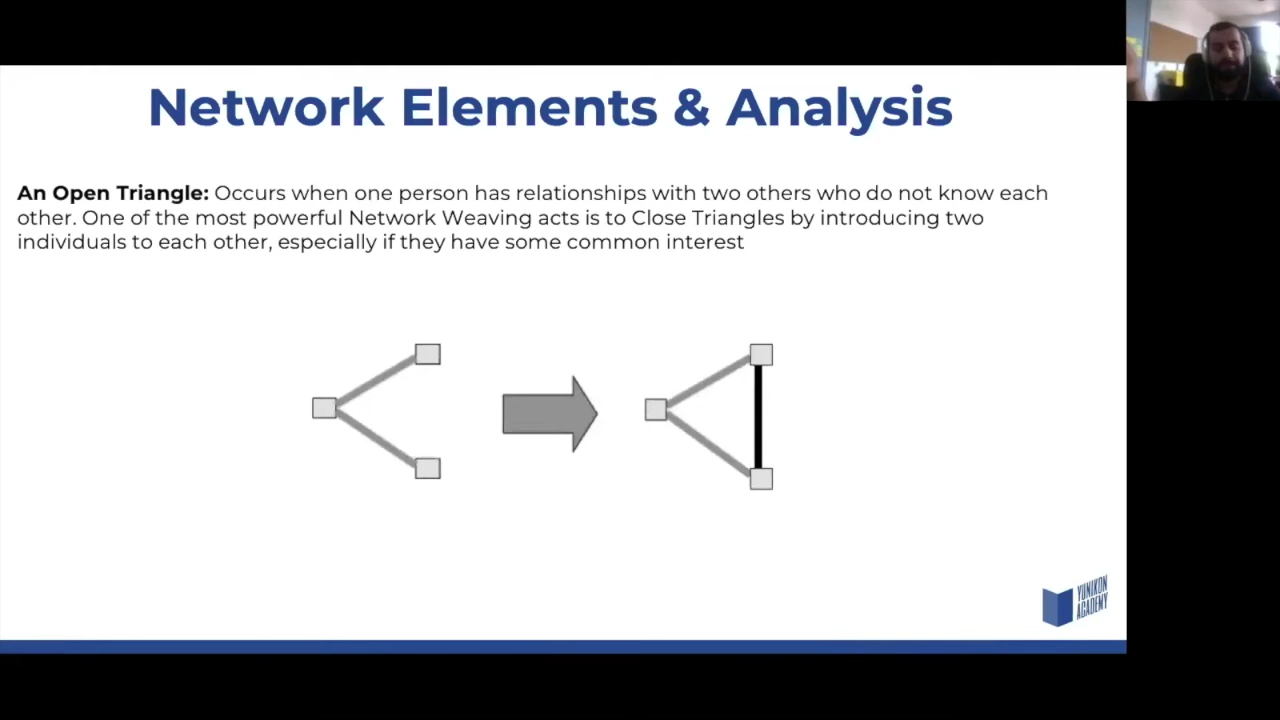 Network Elements & Analysis
An Open Triangle: Occurs when one person has relationships with two others who do not know each
other. One of the most powerful Network Weaving acts is to Close Triangles by introducing two
individuals to each other, especially if they have some common interest
YUNIKON
ACADEMY